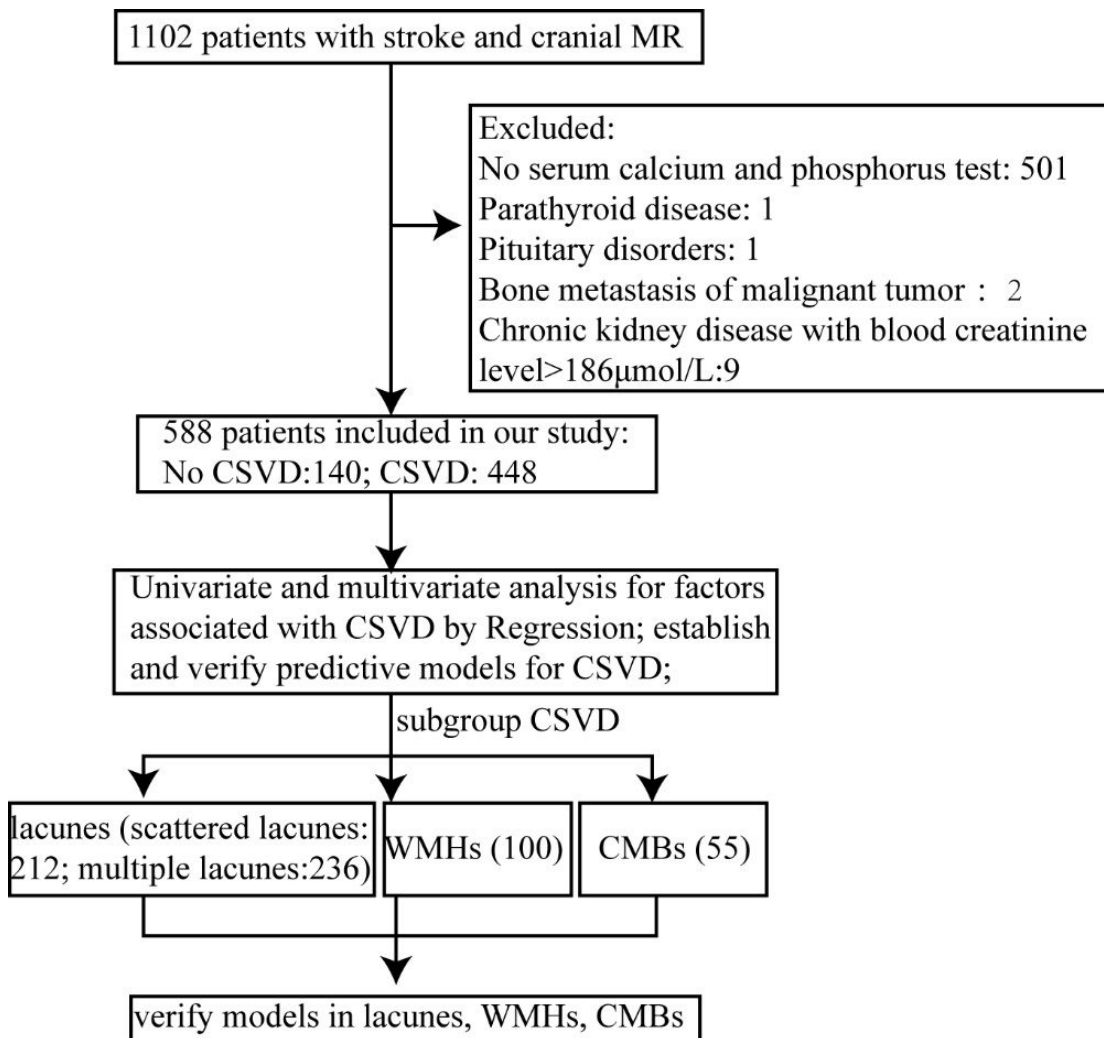 1102 patients with stroke and cranial MR
Excluded:
No serum calcium and phosphorus test: 501
Parathyroid disease: 1
Pituitary disorders: 1
Bone metastasis of malignant tumor： 2
Chronic kidney disease with blood creatinine
level>186μmol/L:9
588 patients included in our study:
No CSVD:140; CSVD: 448
Univariate and multivariate analysis for factors
associated with CSVD by Regression; establish
and verify predictive models for CSVD;
subgroup CSVD
lacunes (scattered lacunes:
212; multiple lacunes:236)
WMHs (100)
CMBs (55)
verify models in lacunes, WMHs, CMBs